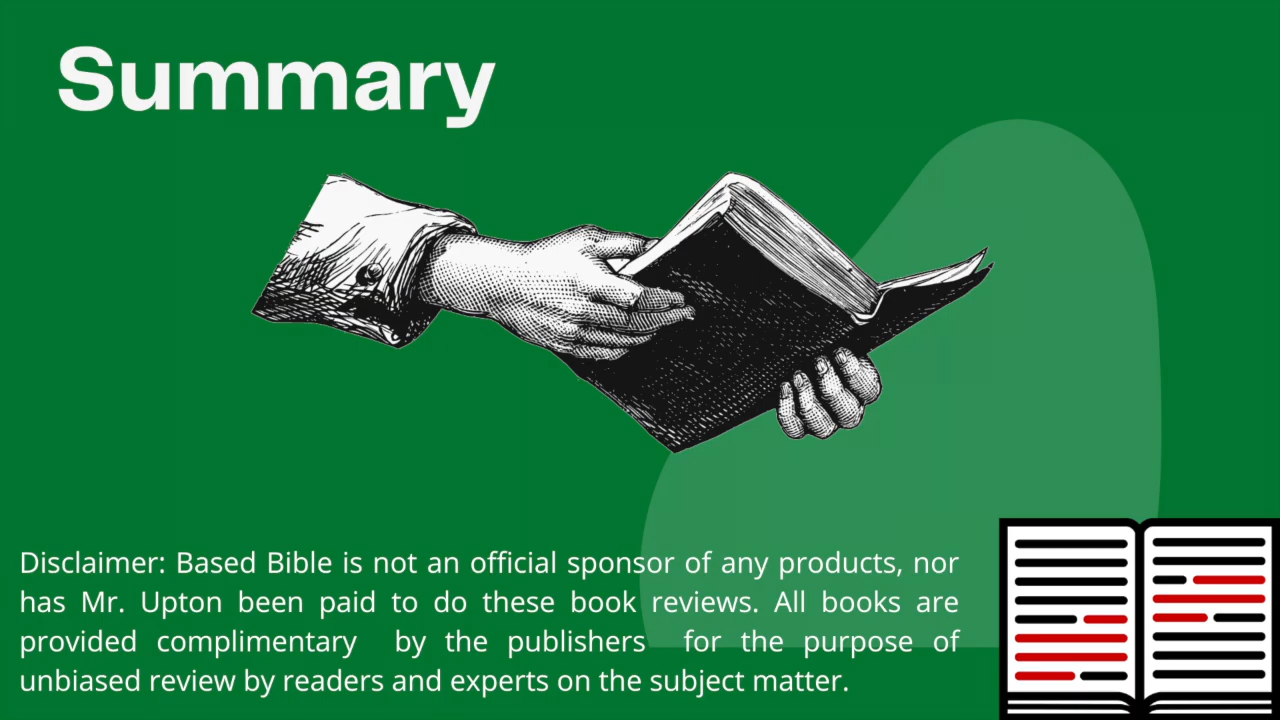 Summary
Disclaimer: Based Bible is not an official sponsor of any products, nor
has Mr. Upton been paid to do these book reviews. All books are
provided complimentary by the publishers for the purpose of
unbiased review by readers and experts on the subject matter.